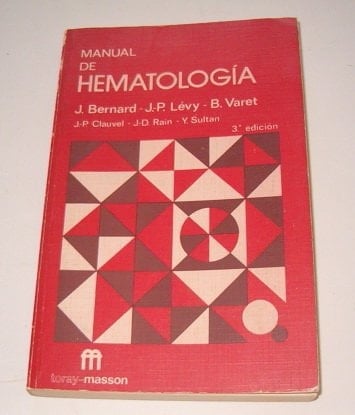 MANUAL
DE
HEMATOLOGÍA
J. Bernard - J.-P. Lévy - B. Varet
J.-P. Clauvel - J.-D. Rain - Y. Sultan
3.ª edición
toray-masson